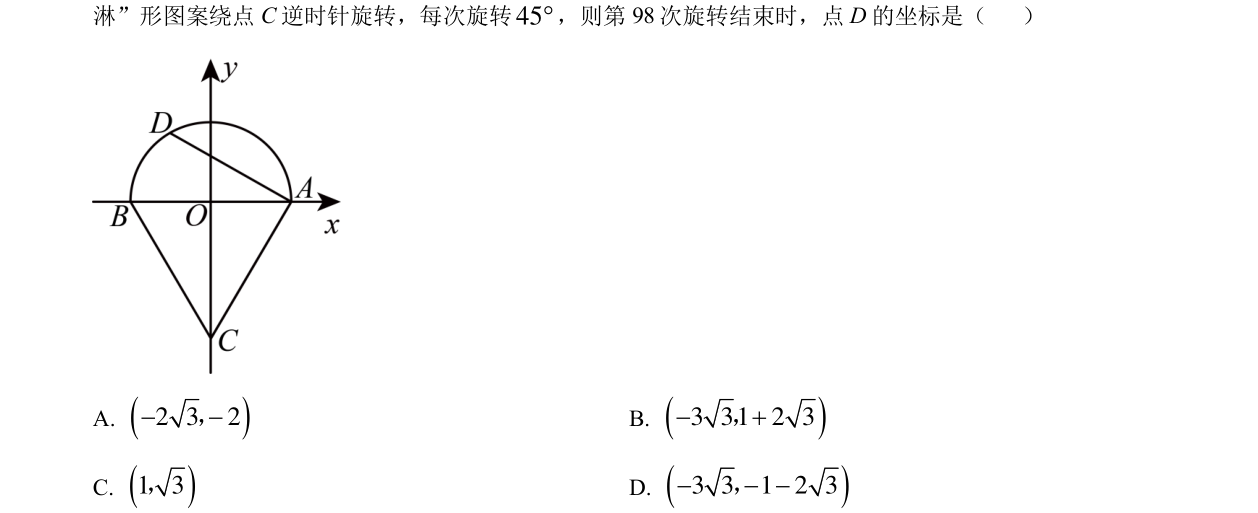 淋”形图案绕点 C 逆时针旋转，每次旋转 45°，则第 98 次旋转结束时，点 D 的坐标是（　　）
y
D
A
B
O
x
C
A. (−2√3,−2)
B. (−3√3,1+2√3)
C. (1,√3)
D. (−3√3,−1−2√3)